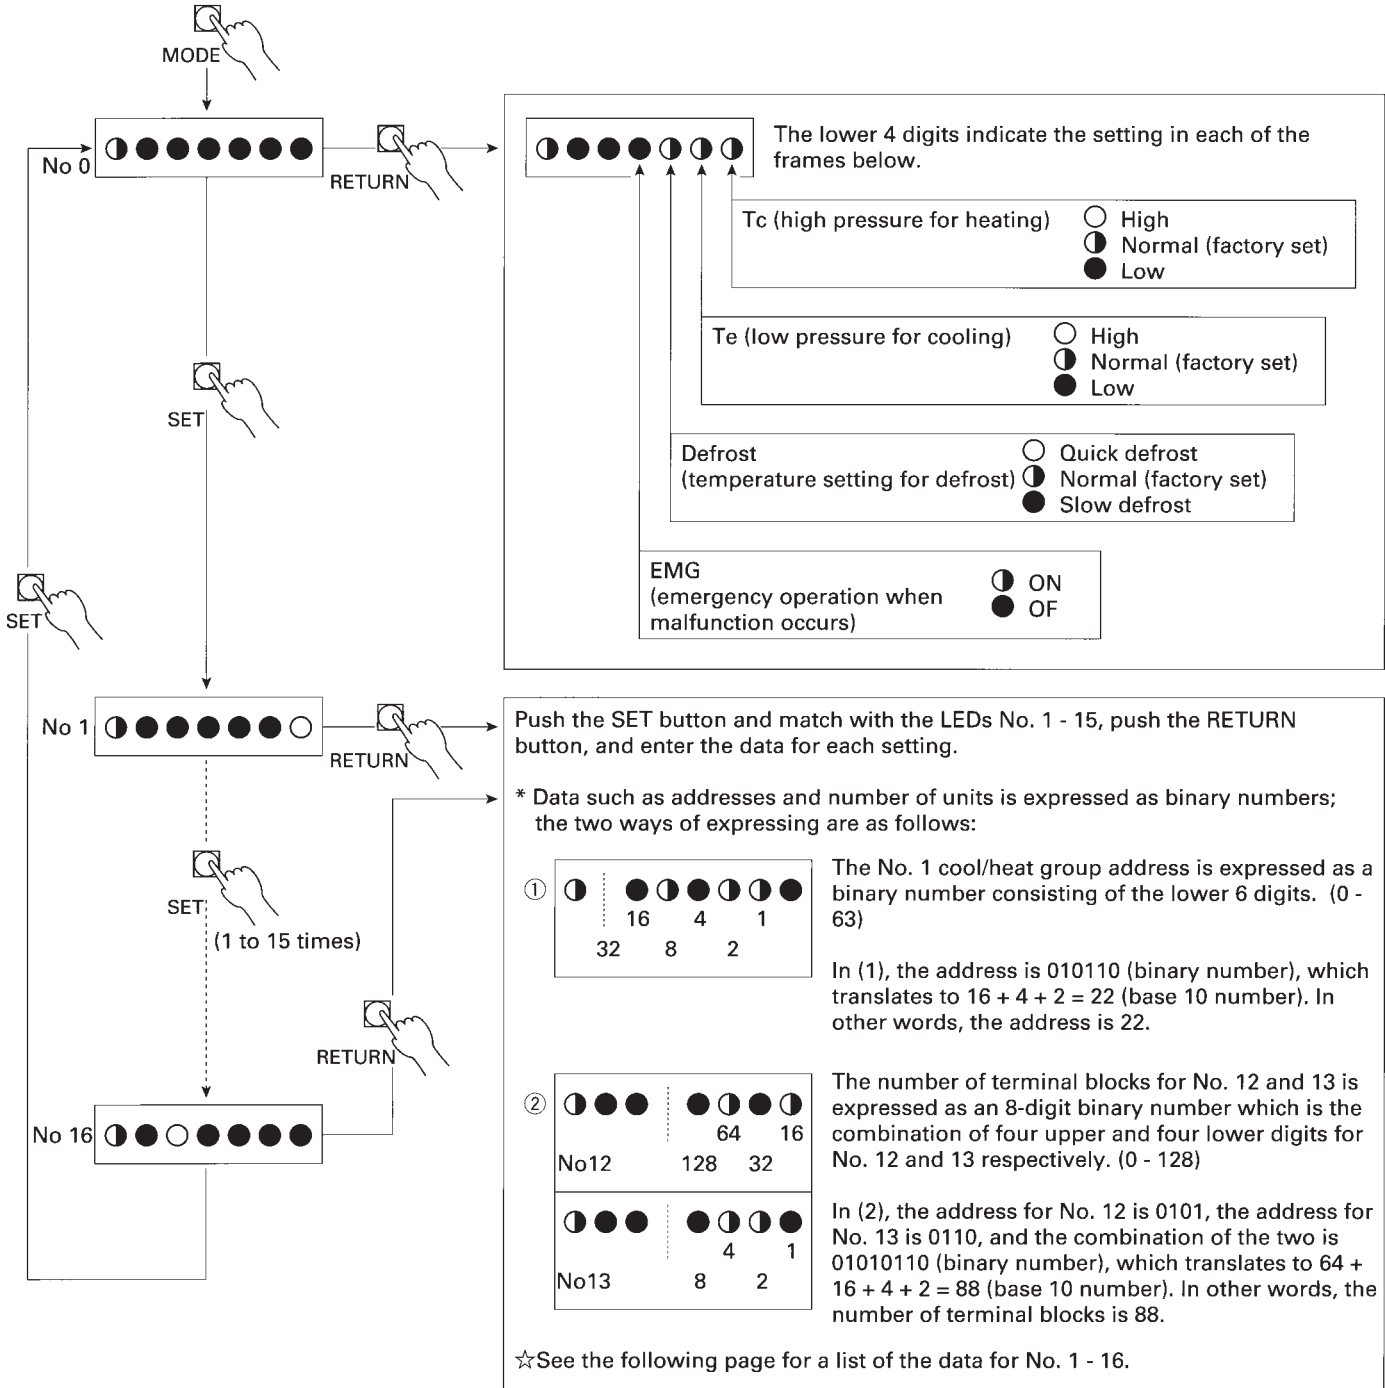 MODE
No 0
RETURN
The lower 4 digits indicate the setting in each of the
frames below.
Tc (high pressure for heating)
High
Normal (factory set)
Low
Te (low pressure for cooling)
High
Normal (factory set)
Low
SET
Defrost
(temperature setting for defrost)
Quick defrost
Normal (factory set)
Slow defrost
EMG
(emergency operation when
malfunction occurs)
ON
OF
SET
No 1
RETURN
Push the SET button and match with the LEDs No. 1 - 15, push the RETURN
button, and enter the data for each setting.
* Data such as addresses and number of units is expressed as binary numbers;
the two ways of expressing are as follows:
SET
(1 to 15 times)
①
16 4 1
32 8 2
The No. 1 cool/heat group address is expressed as a
binary number consisting of the lower 6 digits. (0 -
63)
In (1), the address is 010110 (binary number), which
translates to 16 + 4 + 2 = 22 (base 10 number). In
other words, the address is 22.
RETURN
No 16
②
64 16
No12 128 32
4 1
No13 8 2
The number of terminal blocks for No. 12 and 13 is
expressed as an 8-digit binary number which is the
combination of four upper and four lower digits for
No. 12 and 13 respectively. (0 - 128)
In (2), the address for No. 12 is 0101, the address for
No. 13 is 0110, and the combination of the two is
01010110 (binary number), which translates to 64 +
16 + 4 + 2 = 88 (base 10 number). In other words, the
number of terminal blocks is 88.
☆See the following page for a list of the data for No. 1 - 16.